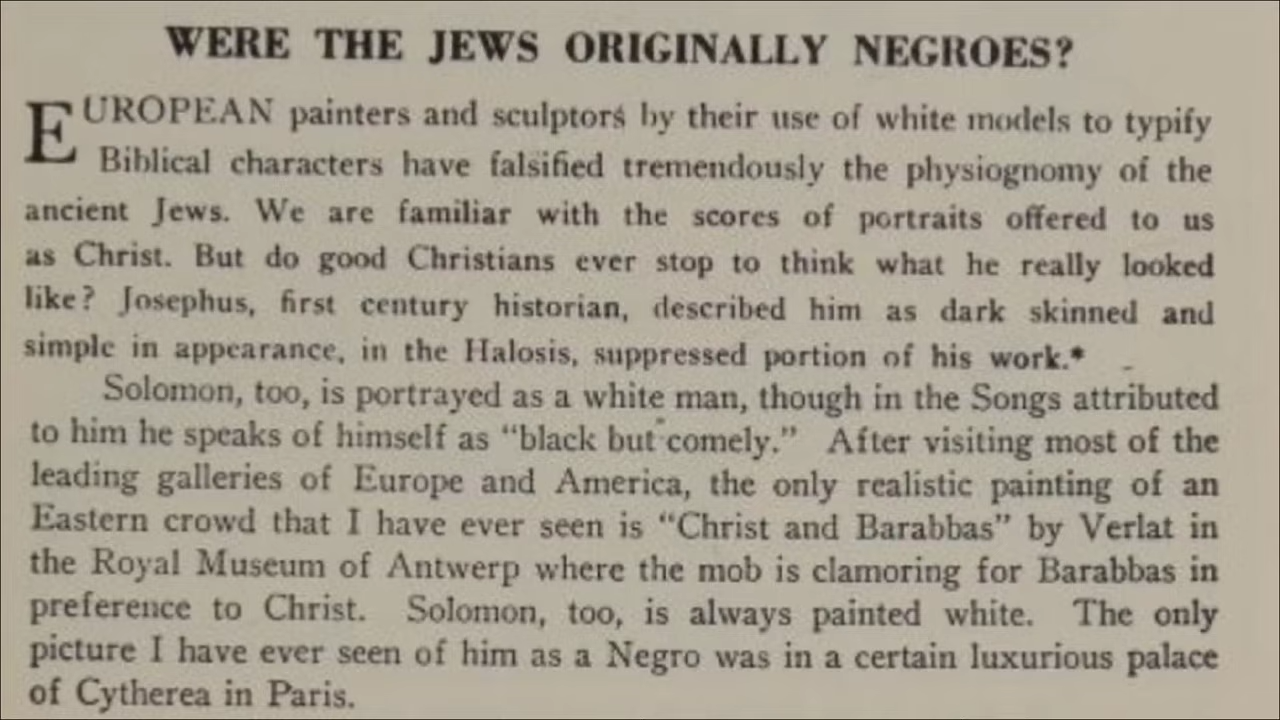 WERE THE JEWS ORIGINALLY NEGROES?
EUROPEAN painters and sculptors by their use of white models to typify
Biblical characters have falsified tremendously the physiognomy of the
ancient Jews. We are familiar with the scores of portraits offered to us
as Christ. But do good Christians ever stop to think what he really looked
like? Josephus, first century historian, described him as dark skinned and
simple in appearance, in the Halosis, suppressed portion of his work.*
Solomon, too, is portrayed as a white man, though in the Songs attributed
to him he speaks of himself as "black but comely." After visiting most of the
leading galleries of Europe and America, the only realistic painting of an
Eastern crowd that I have ever seen is "Christ and Barabbas" by Verlat in
the Royal Museum of Antwerp where the mob is clamoring for Barabbas in
preference to Christ. Solomon, too, is always painted white. The only
picture I have ever seen of him as a Negro was in a certain luxurious palace
of Cytherea in Paris.